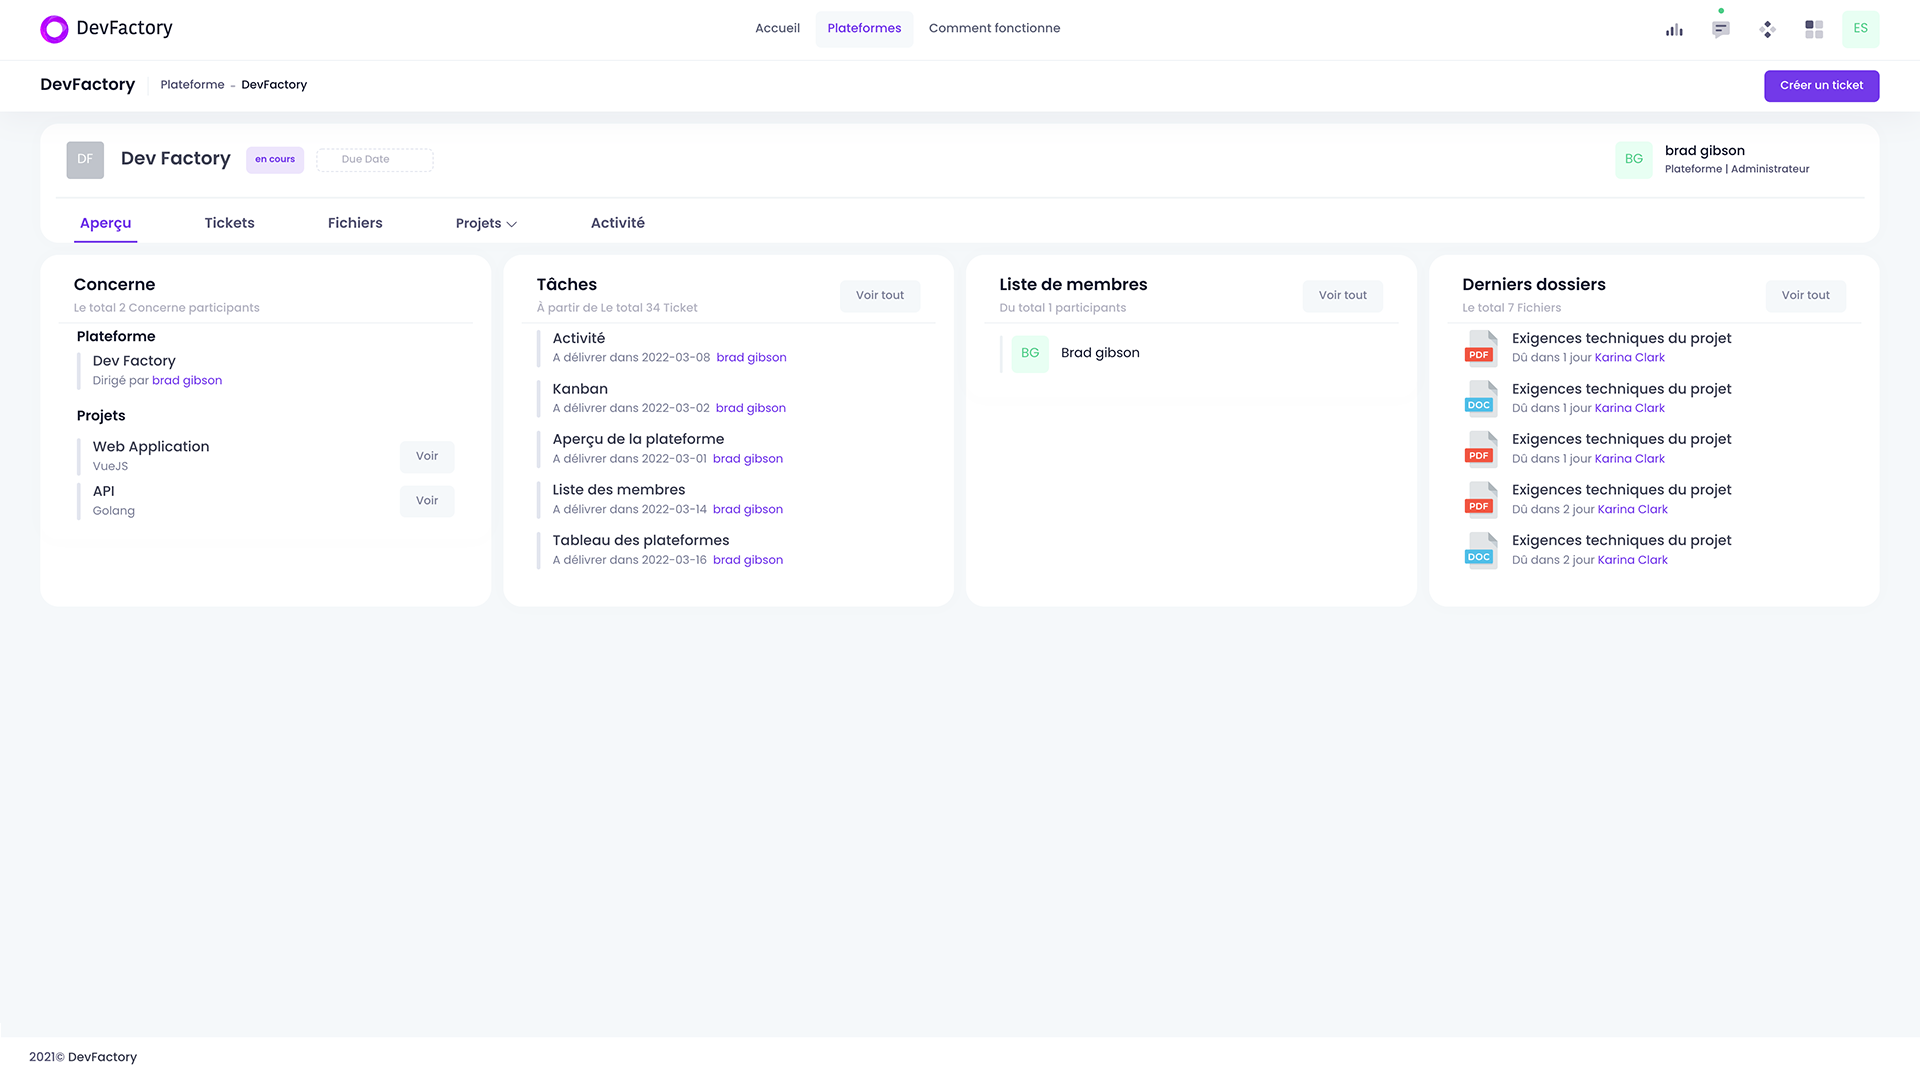 DevFactory
Accueil
Plateformes
Comment fonctionne
ES
DevFactory
Plateforme - DevFactory
Créer un ticket
DF
Dev Factory
en cours
Due Date
BG
brad gibson
Plateforme | Administrateur
Aperçu
Tickets
Fichiers
Projets
Activité
Concerne
Le total 2 Concerne participants
Plateforme
Dev Factory
Dirigé par brad gibson
Projets
Web Application
VueJS
Voir
API
Golang
Voir
Tâches
À partir de Le total 34 Ticket
Voir tout
Activité
A délivrer dans 2022-03-08 brad gibson
Kanban
A délivrer dans 2022-03-02 brad gibson
Aperçu de la plateforme
A délivrer dans 2022-03-01 brad gibson
Liste des membres
A délivrer dans 2022-03-14 brad gibson
Tableau des plateformes
A délivrer dans 2022-03-16 brad gibson
Liste de membres
Du total 1 participants
Voir tout
BG
Brad gibson
Derniers dossiers
Le total 7 Fichiers
Voir tout
PDF
Exigences techniques du projet
Dû dans 1 jour Karina Clark
DOC
Exigences techniques du projet
Dû dans 1 jour Karina Clark
PDF
Exigences techniques du projet
Dû dans 1 jour Karina Clark
PDF
Exigences techniques du projet
Dû dans 2 jour Karina Clark
DOC
Exigences techniques du projet
Dû dans 2 jour Karina Clark
2021© DevFactory